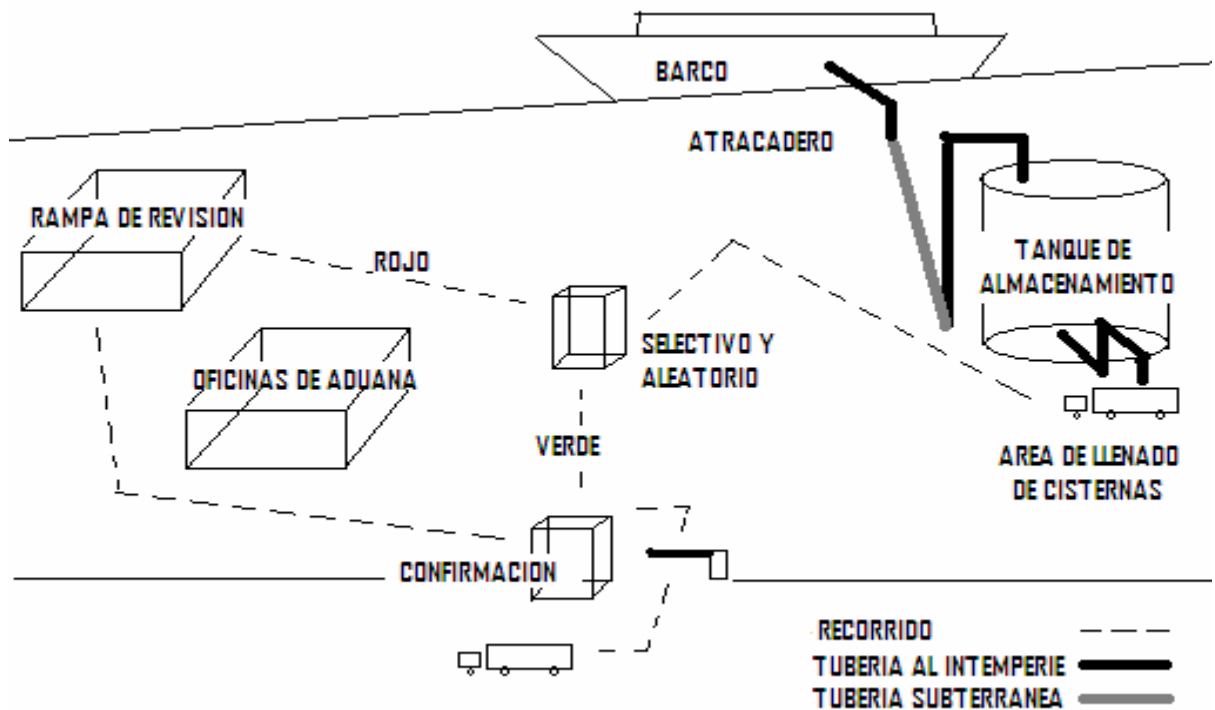 BARCO
ATRACADERO
RAMPA DE REVISION
ROJO
TANQUE DE
ALMACENAMIENTO
SELECTIVO Y
ALEATORIO
OFICINAS DE ADUANA
VERDE
AREA DE LLENADO
DE CISTERNAS
CONFIRMACION
RECORRIDO
TUBERIA AL INTEMPERIE
TUBERIA SUBTERRANEA